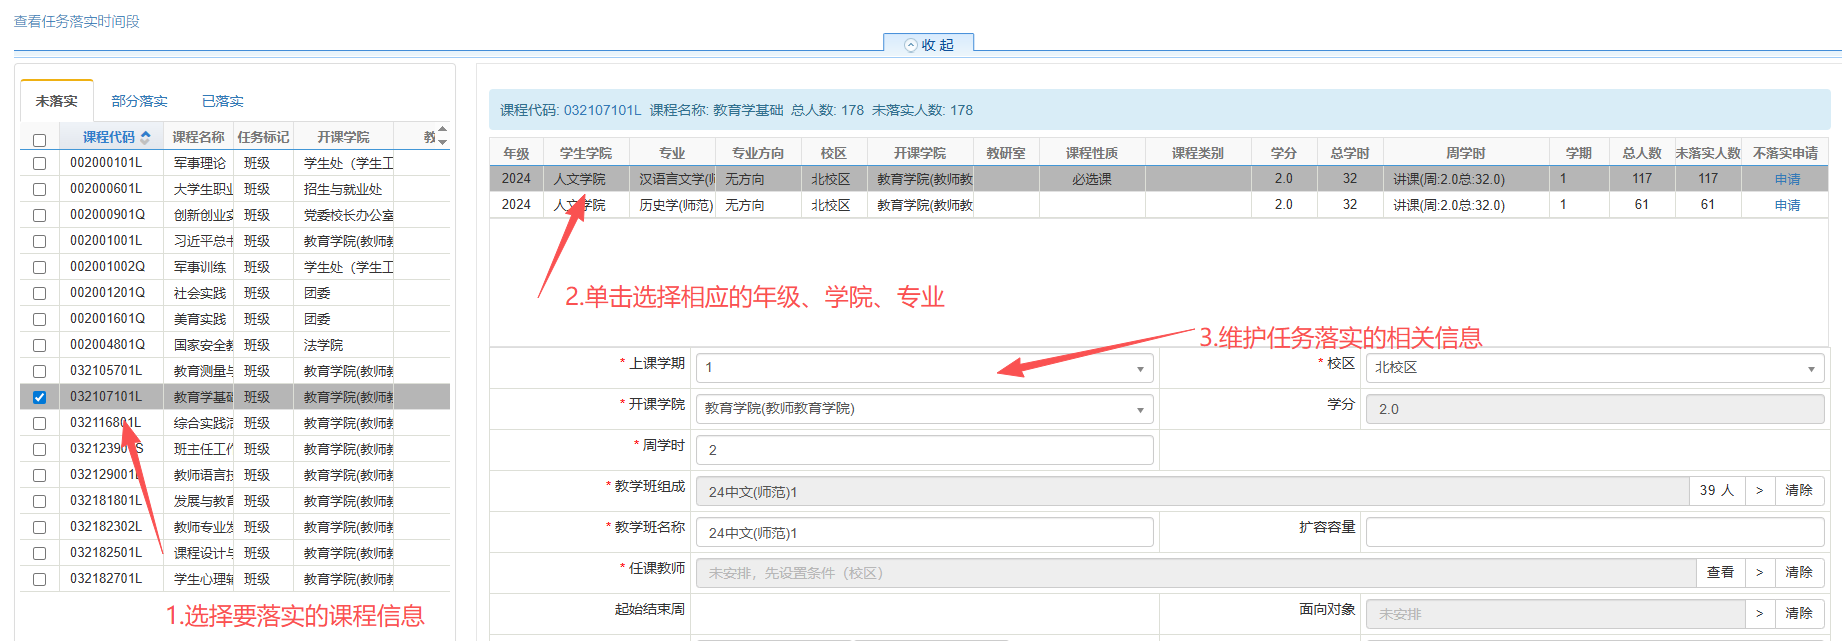 查看任务落实时间段
收 起
未落实 部分落实 已落实
课程代码 课程名称 任务标记 开课学院 教
002000101L 军事理论 班级 学生处（学生工
002000601L 大学生职业 班级 招生与就业处
002000901Q 创新创业实 班级 党委校长办公室
002001001L 习近平总书 班级 教育学院(教师教
002001002Q 军事训练 班级 学生处（学生工
002001201Q 社会实践 班级 团委
002001601Q 美育实践 班级 团委
002004801Q 国家安全教 班级 法学院
032105701L 教育测量与 班级 教育学院(教师教
032107101L 教育学基础 班级 教育学院(教师教
032116801L 综合实践活 班级 教育学院(教师教
班主任工作 班级 教育学院(教师教
032129001L 教师语言技 班级 教育学院(教师教
032181801L 发展与教育 班级 教育学院(教师教
032182302L 教师专业发 班级 教育学院(教师教
032182501L 课程设计与 班级 教育学院(教师教
032182701L 学生心理辅 班级 教育学院(教师教
1.选择要落实的课程信息
课程代码: 032107101L 课程名称: 教育学基础 总人数: 178 未落实人数: 178
年级 学生学院 专业 专业方向 校区 开课学院 教研室 课程性质 课程类别 学分 总学时 周学时 学期 总人数 未落实人数 不落实申请
2024 人文学院 汉语言文学(师 无方向 北校区 教育学院(教师教 必选课 2.0 32 讲课(周:2.0总:32.0) 1 117 117 申请
2024 人文学院 历史学(师范) 无方向 北校区 教育学院(教师教 2.0 32 讲课(周:2.0总:32.0) 1 61 61 申请
2.单击选择相应的年级、学院、专业
3.维护任务落实的相关信息
* 上课学期 1 * 校区 北校区
* 开课学院 教育学院(教师教育学院) 学分 2.0
* 周学时 2
* 教学班组成 24中文(师范)1 39 人 > 清除
* 教学班名称 24中文(师范)1 扩容容量
* 任课教师 未安排，先设置条件（校区） 查看 > 清除
起始结束周 面向对象 未安排 > 清除